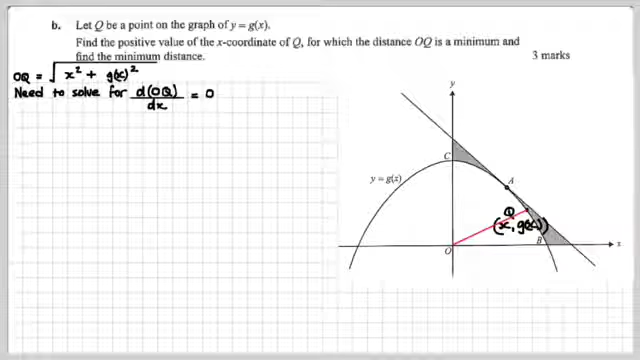 b. Let Q be a point on the graph of y = g(x).
Find the positive value of the x-coordinate of Q, for which the distance OQ is a minimum and
find the minimum distance.
3 marks
OQ = √(x² + g(x)²)
Need to solve for d(OQ)/dx = 0
y
C
A
y = g(x)
Q
(x, g(x))
B
O
x